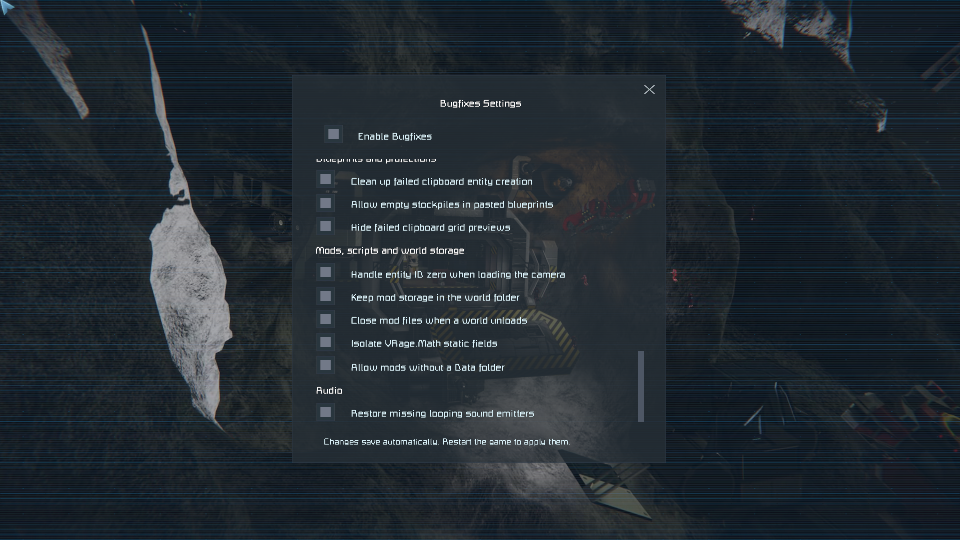 Bugfixes Settings
Enable Bugfixes
Blueprints and projections
Clean up failed clipboard entity creation
Allow empty stockpiles in pasted blueprints
Hide failed clipboard grid previews
Mods, scripts and world storage
Handle entity ID zero when loading the camera
Keep mod storage in the world folder
Close mod files when a world unloads
Isolate VRage.Math static fields
Allow mods without a Data folder
Audio
Restore missing looping sound emitters
Changes save automatically. Restart the game to apply them.